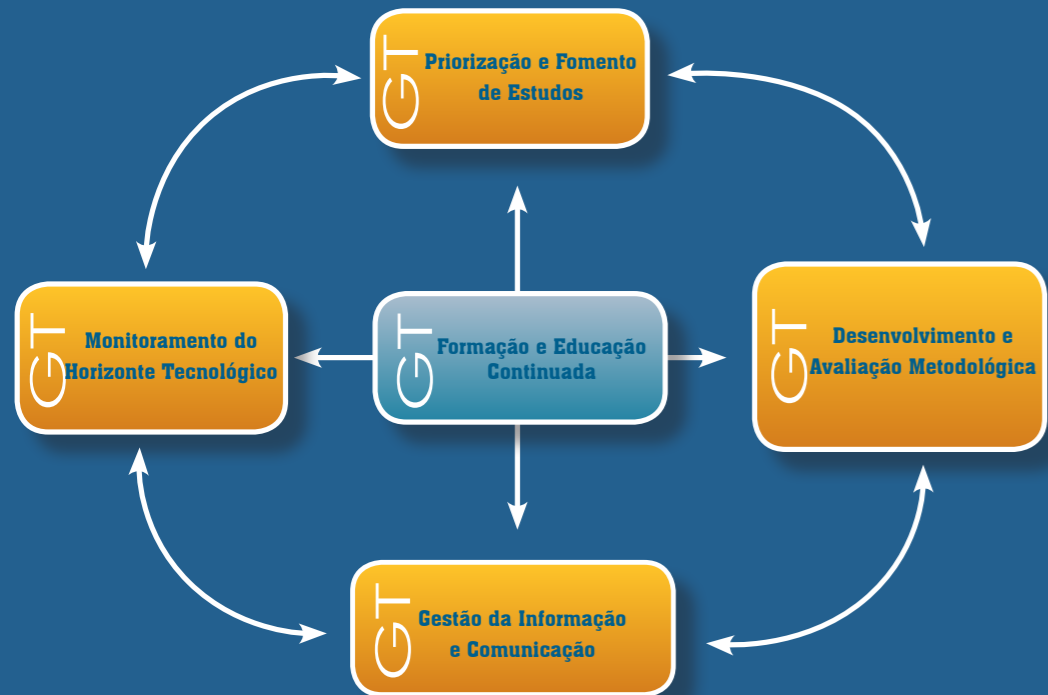 GT
Priorização e Fomento
de Estudos
GT
Monitoramento do
Horizonte Tecnológico
GT
Formação e Educação
Continuada
GT
Desenvolvimento e
Avaliação Metodológica
GT
Gestão da Informação
e Comunicação